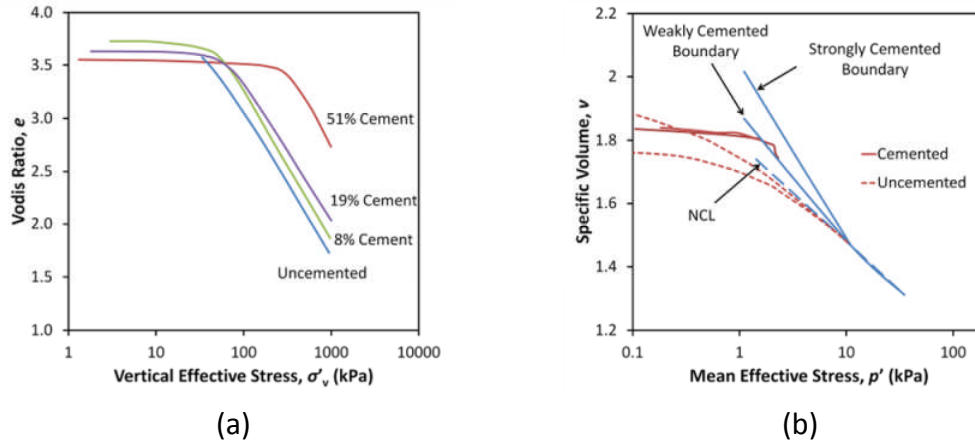 4.0
3.5
3.0
2.5
2.0
1.5
1.0
Vodis Ratio, e
51% Cement
19% Cement
8% Cement
Uncemented
1
10
100
1000
10000
Vertical Effective Stress, σ'v (kPa)
(a)
2.2
2
1.8
1.6
1.4
1.2
Specific Volume, v
Weakly Cemented
Boundary
Strongly Cemented
Boundary
Cemented
Uncemented
NCL
0.1
1
10
100
Mean Effective Stress, p' (kPa)
(b)